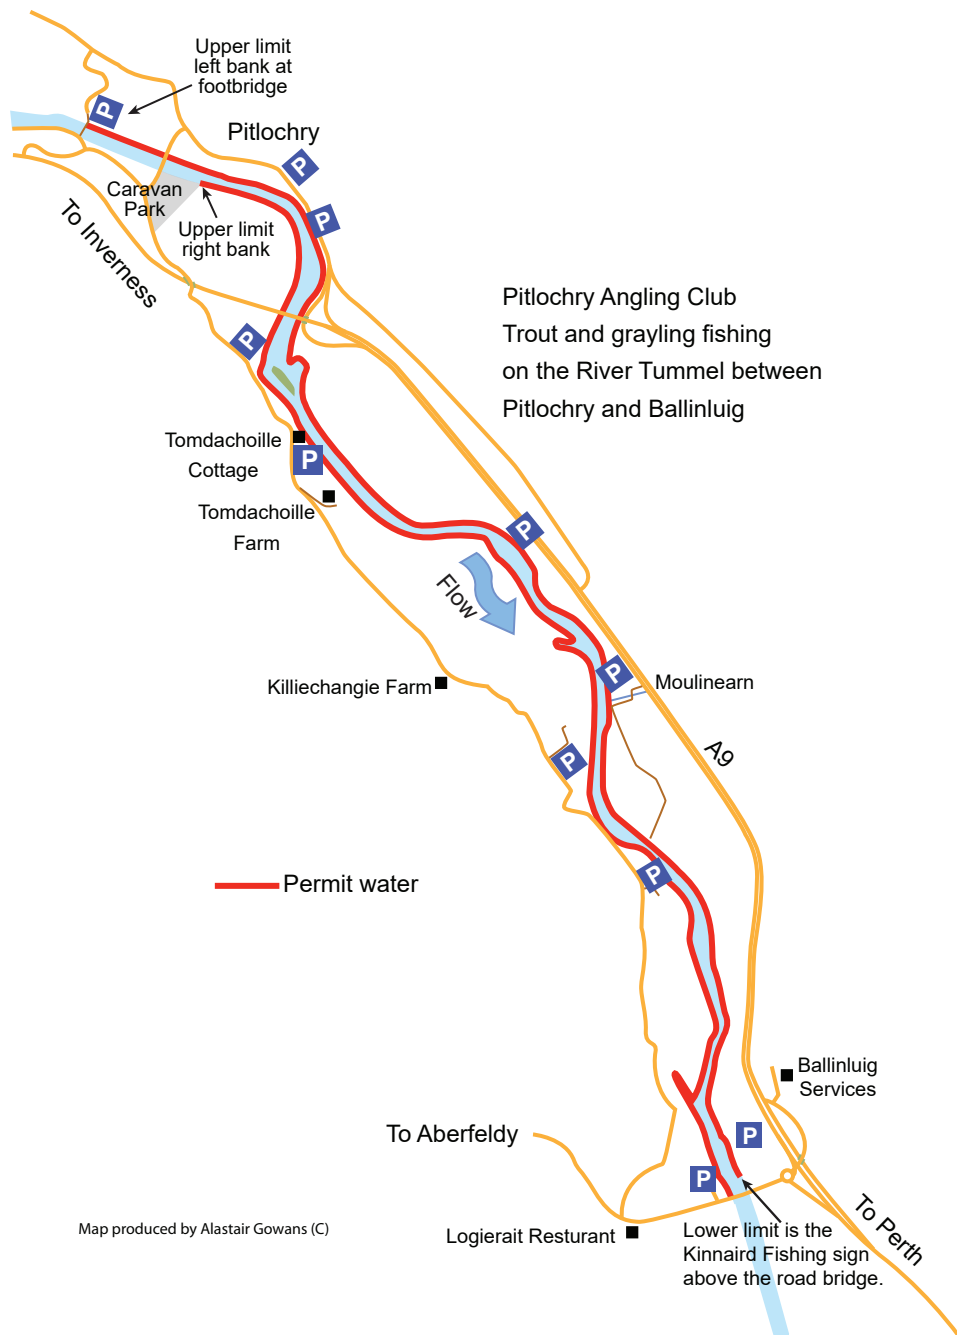 Upper limit
left bank at
footbridge
P
Pitlochry
P
Caravan
Park
P
Upper limit
right bank
To Inverness
Pitlochry Angling Club
Trout and grayling fishing
on the River Tummel between
Pitlochry and Ballinluig
P
Tomdachoille
Cottage
P
Tomdachoille
Farm
P
Flow
P
Killiechangie Farm
Moulinearn
A9
P
P
Permit water
Ballinluig
Services
To Aberfeldy
P
P
To Perth
Map produced by Alastair Gowans (C)
Logierait Resturant
Lower limit is the
Kinnaird Fishing sign
above the road bridge.